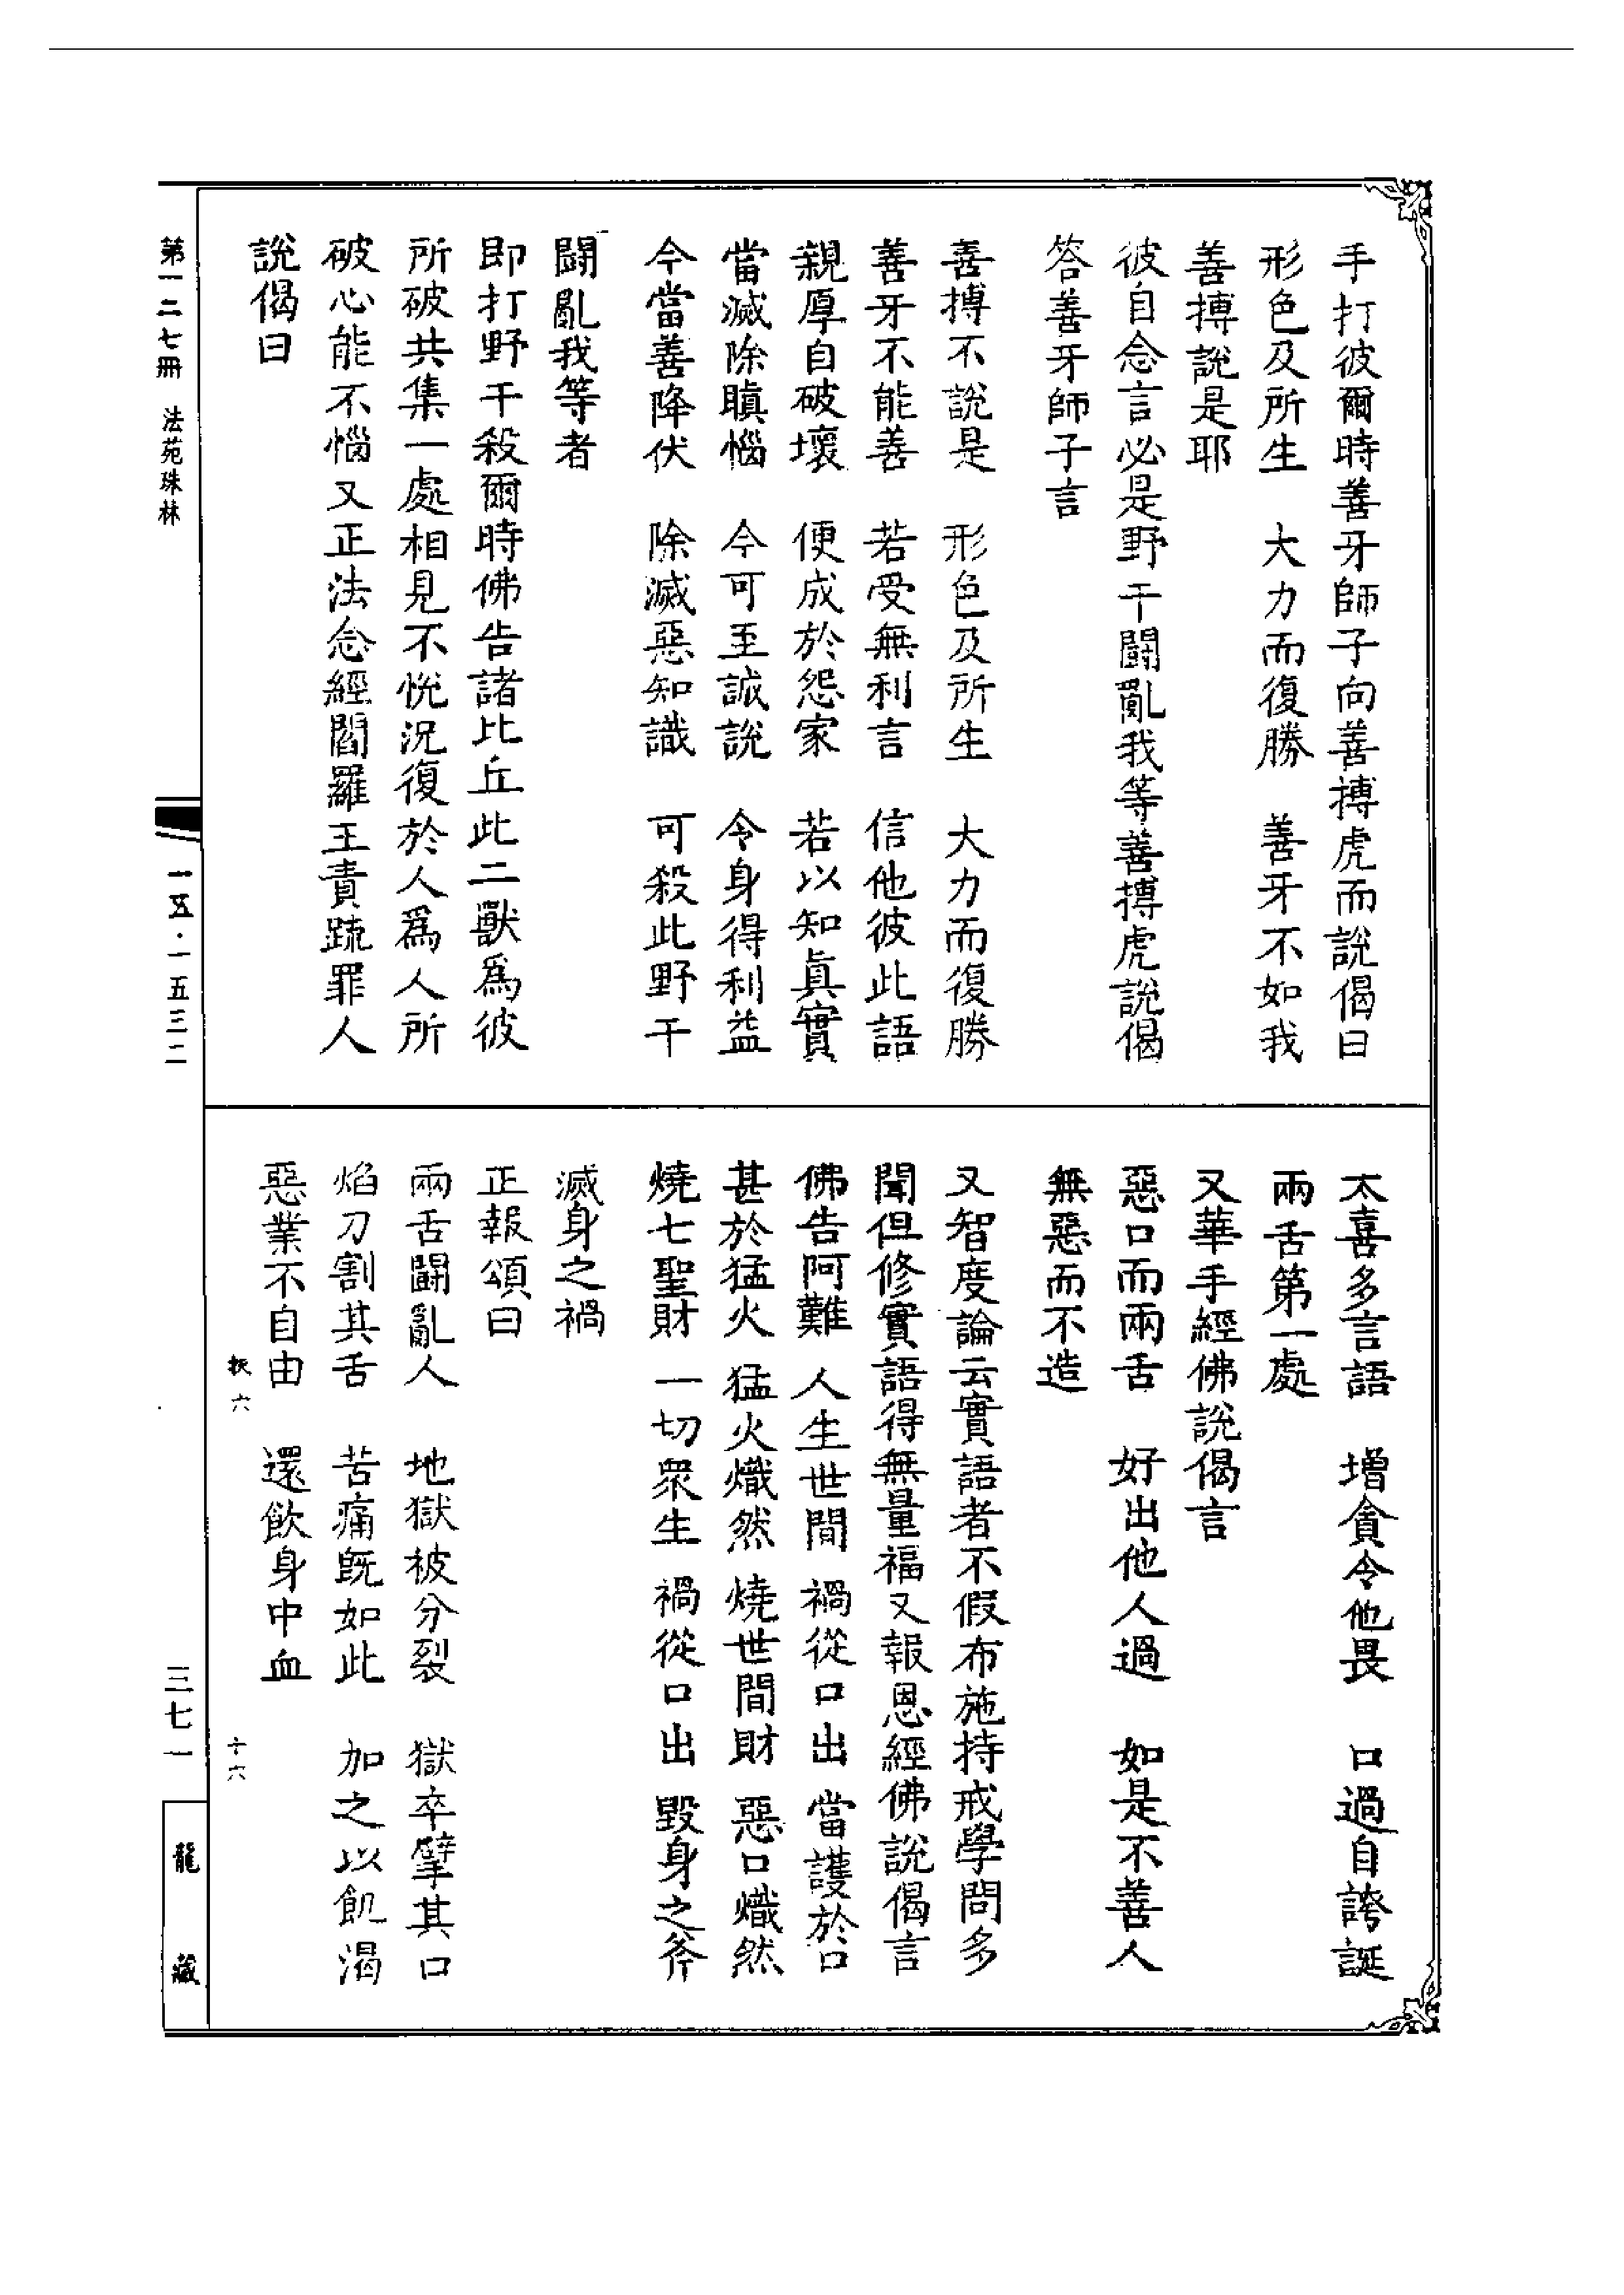 手打彼爾時善牙師子向善搏虎而說偈曰
形色及所生　大力而復勝　善牙不如我
善搏說是耶
彼自念言必是野干鬪亂我等善搏虎說偈
答善牙師子言
善搏不說是　形色及所生　大力而復勝
善牙不能善　若受無利言　信他彼此語
親厚自破壞　便成於怨家　若以知眞實
當滅除瞋惱　今可至誠說　令身得利益
今當善降伏　除滅惡知識　可殺此野干
鬪亂我等者
即打野干殺爾時佛告諸比丘此二獸爲彼
所破共集一處相見不悅況復於人爲人所
破心能不惱又正法念經閻羅王責䟽罪人
說偈曰
太喜多言語　增貪令他畏　口過自誇誕
兩舌第一處
又華手經佛說偈言
惡口而兩舌　好出他人過　如是不善人
無惡而不造
又智度論云實語者不假布施持戒學問多
聞但修實語得無量福又報恩經佛說偈言
佛告阿難　人生世間　禍從口出　當護於口
甚於猛火　猛火熾然　燒世間財　惡口熾然
燒七聖財　一切衆生　禍從口出　毀身之斧
滅身之禍
正報頌曰
兩舌鬪亂人　地獄被分裂　獄卒擘其口
焰刀割其舌　苦痛旣如此　加之以飢渴
惡業不自由　還飲身中血
六　十六
第一二七冊　法苑珠林　一五·一五三二　三七一　龍藏